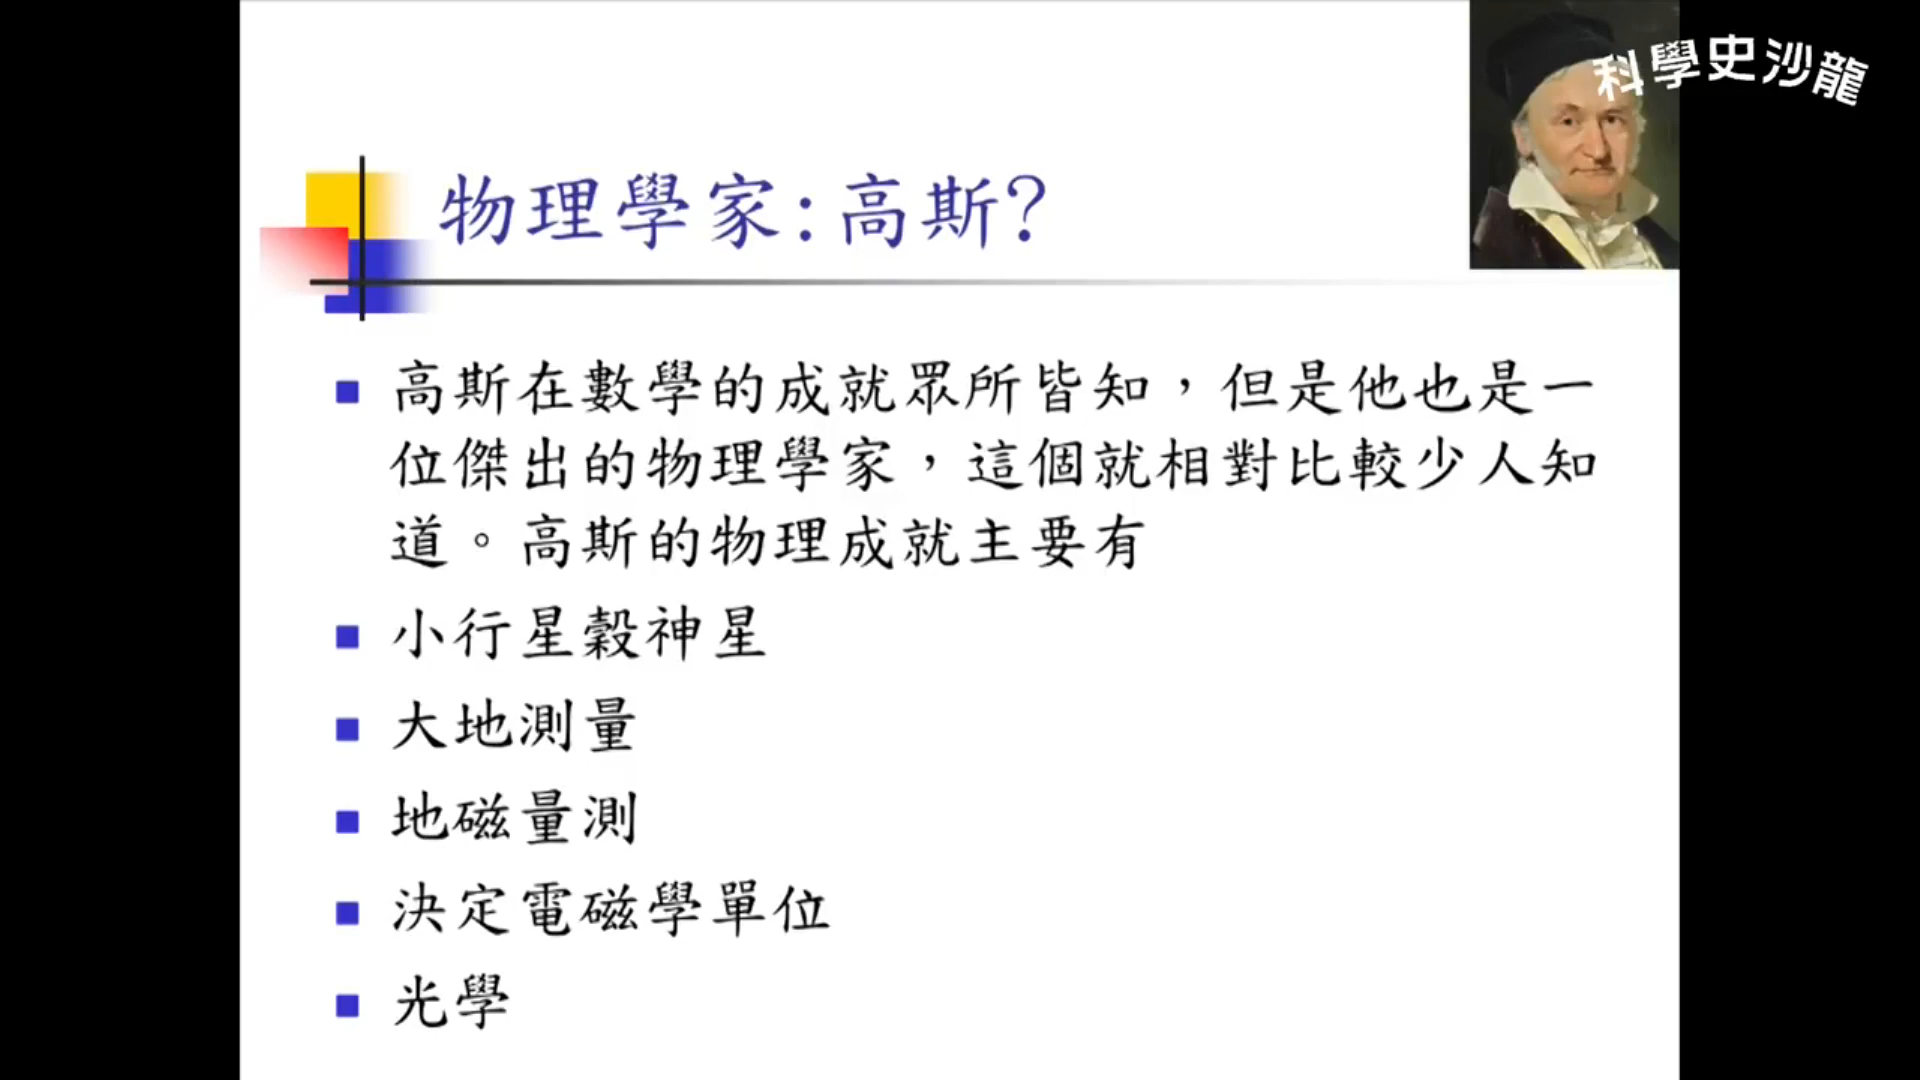 科學史沙龍
物理學家:高斯?
高斯在數學的成就眾所皆知，但是他也是一
位傑出的物理學家，這個就相對比較少人知
道。高斯的物理成就主要有
小行星穀神星
大地測量
地磁量測
決定電磁學單位
光學